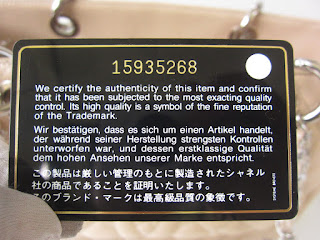 15935268
We certify the authenticity of this item and confirm
that it has been subjected to the most exacting quality
control. Its high quality is a symbol of the fine reputation
of the Trademark.
Wir bestätigen, dass es sich um einen Artikel handelt,
der während seiner Herstellung strengsten Kontrollen
unterworfen war, und dessen erstklassige Qualität
dem hohen Ansehen unserer Marke entspricht.
この製品は厳しい管理のもとに製造されたシャネル
社の商品であることを証明いたします。
このブランド・マークは最高級品質の象徴です。